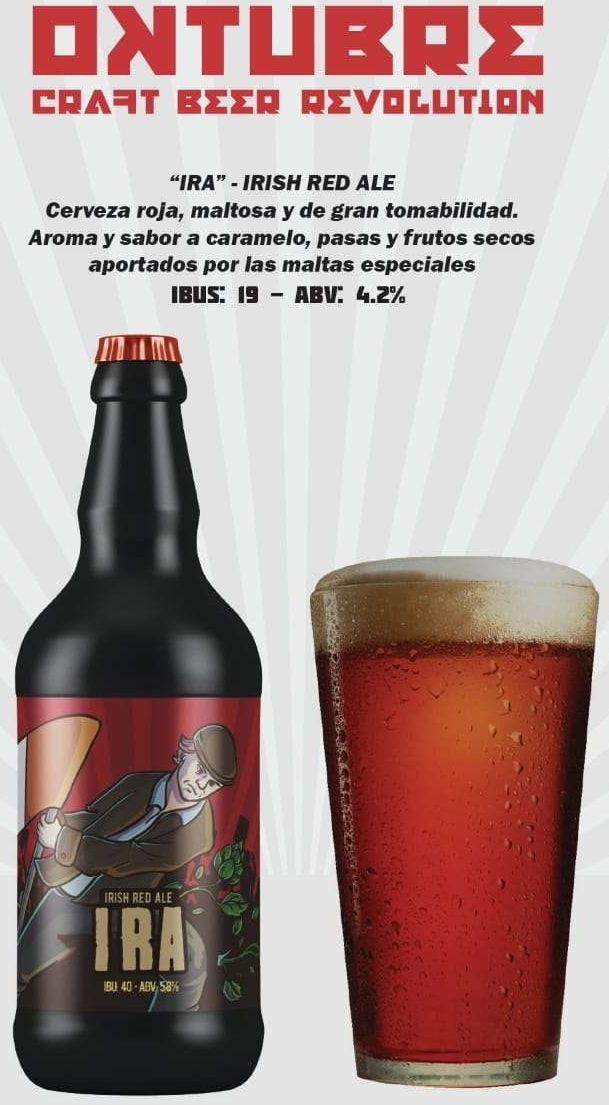 OKTUBRE
CRAFT BEER REVOLUTION
“IRA” - IRISH RED ALE
Cerveza roja, maltosa y de gran tomabilidad.
Aroma y sabor a caramelo, pasas y frutos secos
aportados por las maltas especiales
IBUS: 19 – ABV: 4.2%
IRISH RED ALE
IRA
IBU: 40 - ABV: 5.8%